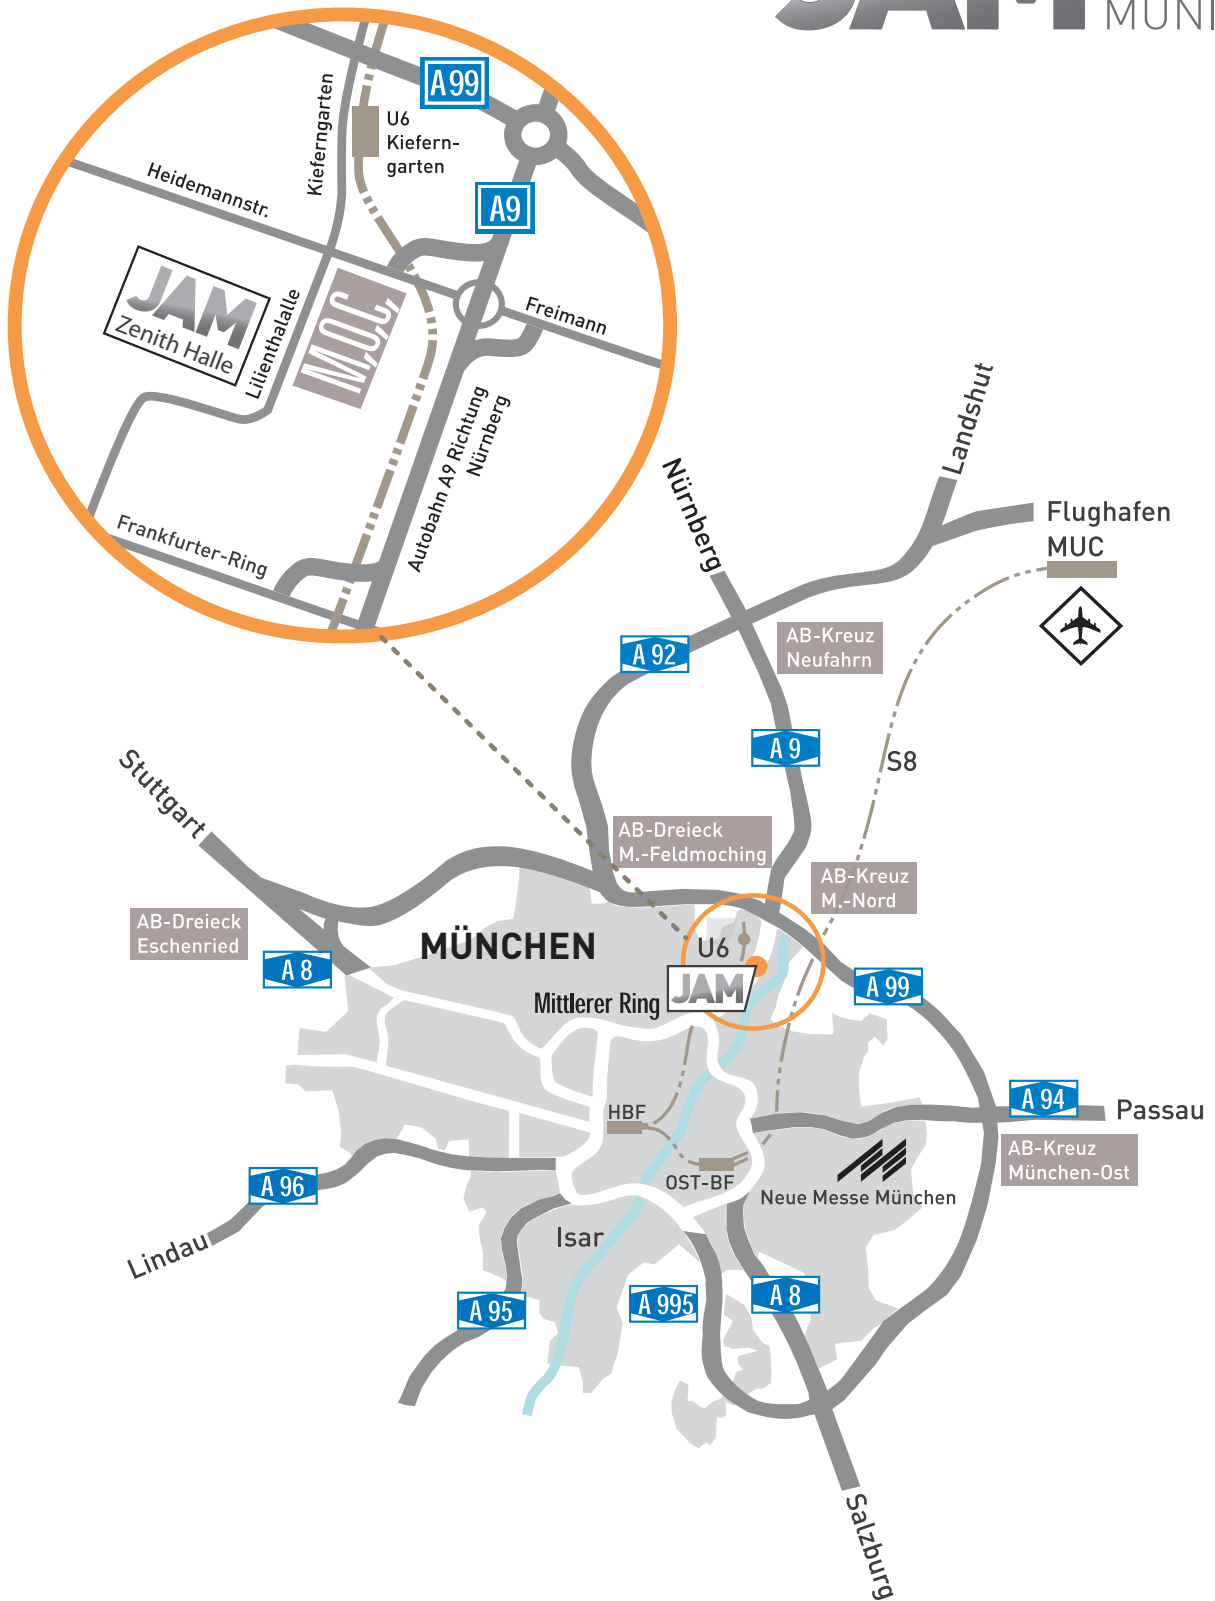 JAM
A 99
Kieferngarten
U6
Kiefern-
garten
Heidemannstr.
A9
JAM
Zenith Halle
Lilienthalalle
M,O,C,
Freimann
Autobahn A9 Richtung
Nürnberg
Frankfurter-Ring
Landshut
Nürnberg
Flughafen
MUC
AB-Kreuz
Neufahrn
A 92
A 9
S8
Stuttgart
AB-Dreieck
M.-Feldmoching
AB-Kreuz
M.-Nord
AB-Dreieck
Eschenried
MÜNCHEN
U6
A 8
JAM
Mittlerer Ring
A 99
A 94
Passau
HBF
AB-Kreuz
München-Ost
OST-BF
A 96
Neue Messe München
Isar
Lindau
A 95
A 995
A 8
Salzburg